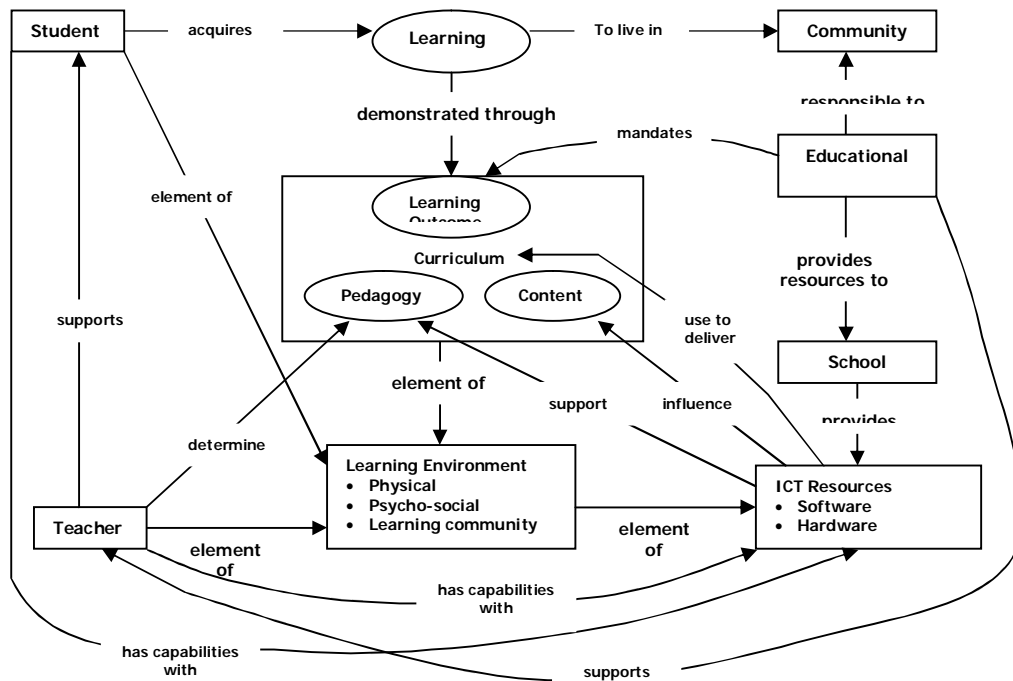 Student
acquires
Learning
To live in
Community
demonstrated through
responsible to
mandates
Educational
element of
Learning
Outcome
Curriculum
provides
resources to
Pedagogy
Content
supports
use to
deliver
School
element of
support
influence
provides
determine
Learning Environment
• Physical
• Psycho-social
• Learning community
ICT Resources
• Software
• Hardware
Teacher
element
of
element
of
has capabilities
with
has capabilities
with
supports